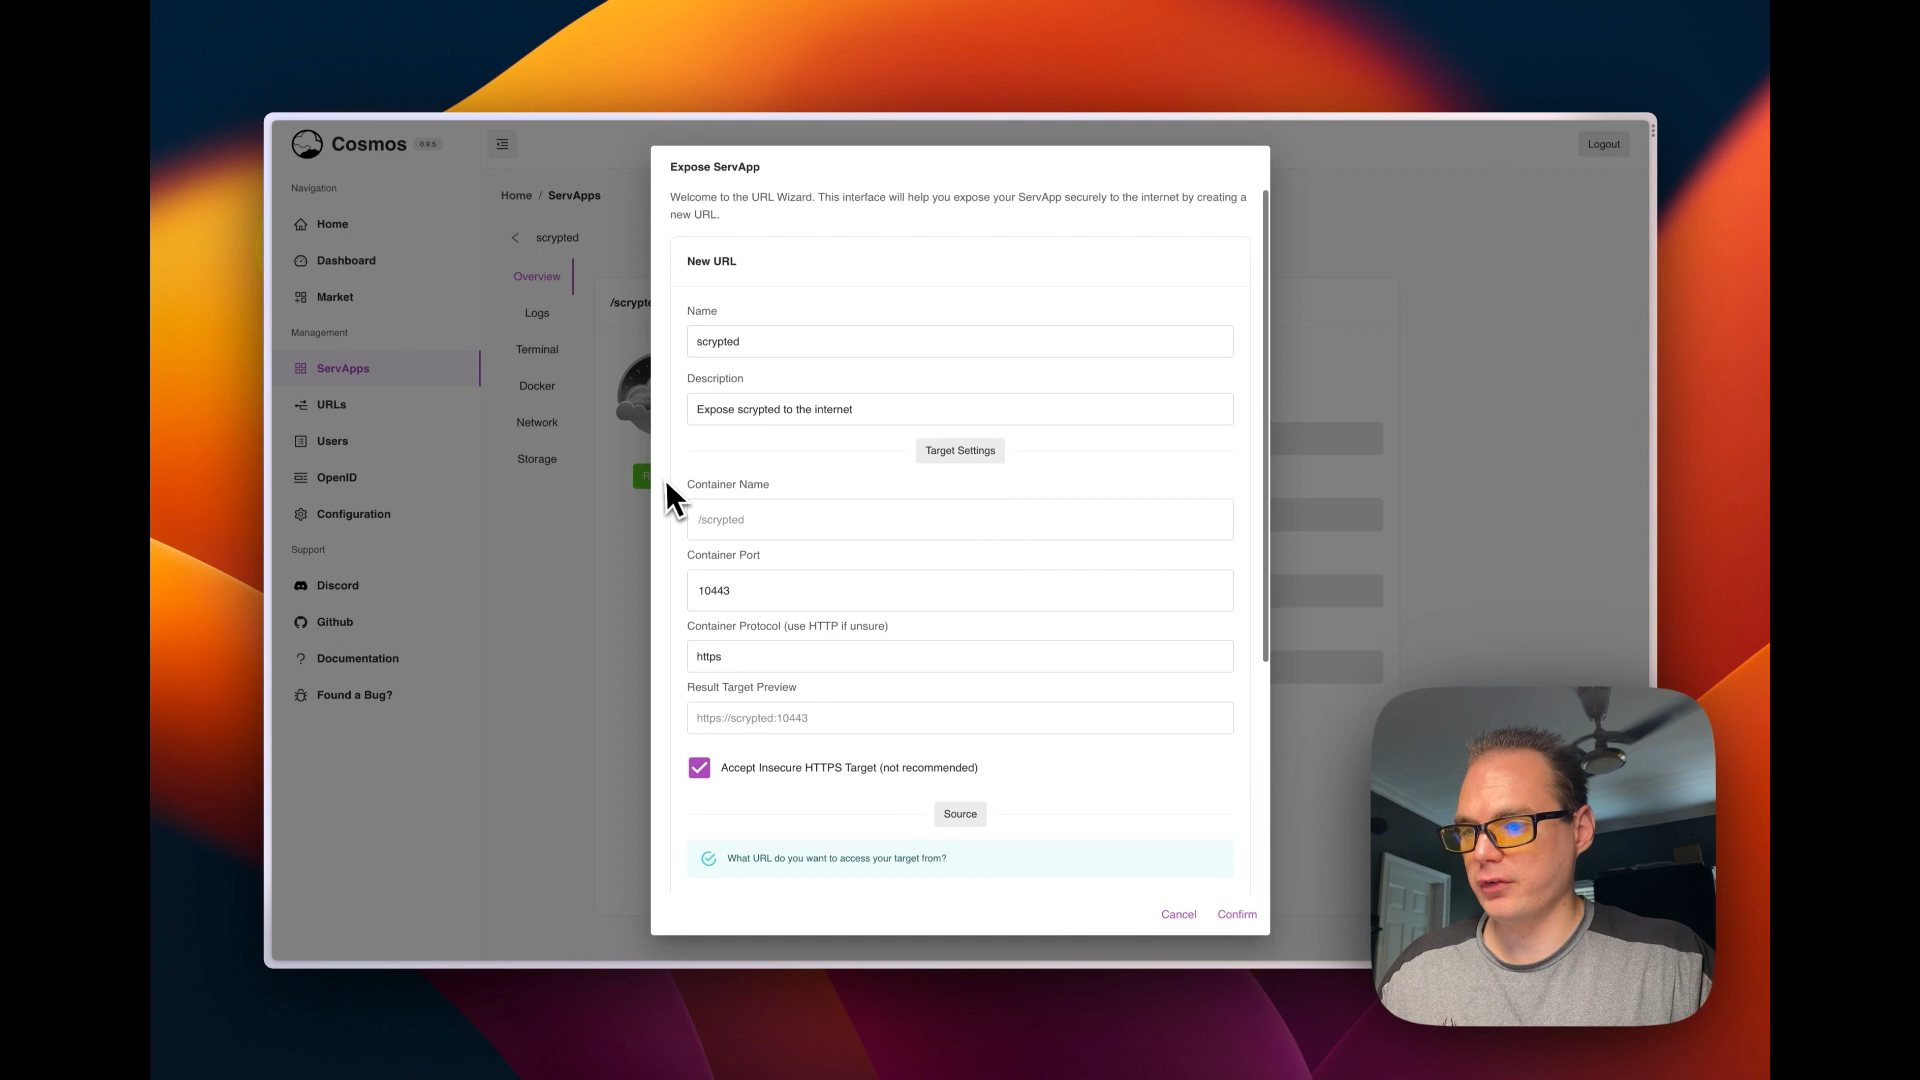 Cosmos 0.9.5
Logout
Navigation
Home
Dashboard
Market
Management
ServApps
URLs
Users
OpenID
Configuration
Support
Discord
Github
Documentation
Found a Bug?
Home / ServApps
scrypted
Overview
Logs
Terminal
Docker
Network
Storage
Expose ServApp
Welcome to the URL Wizard. This interface will help you expose your ServApp securely to the internet by creating a
new URL.
New URL
Name
scrypted
Description
Expose scrypted to the internet
Target Settings
Container Name
/scrypted
Container Port
10443
Container Protocol (use HTTP if unsure)
https
Result Target Preview
https://scrypted:10443
Accept Insecure HTTPS Target (not recommended)
Source
What URL do you want to access your target from?
Cancel
Confirm